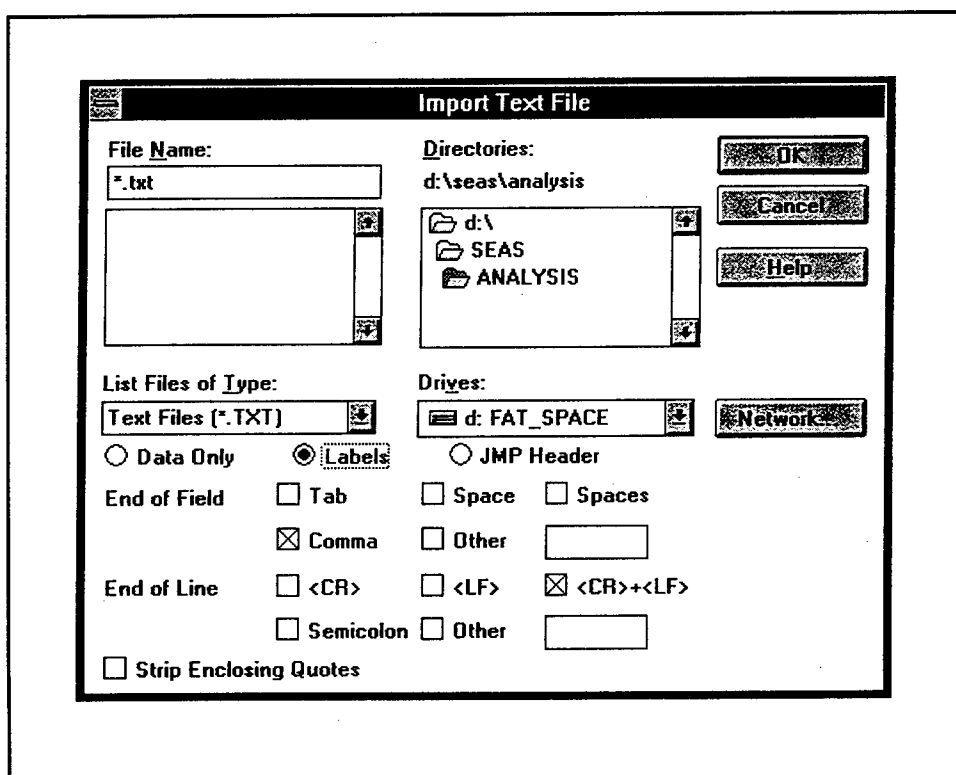 Import Text File
File Name:
*.txt
Directories:
d:\seas\analysis
d:\
SEAS
ANALYSIS
OK
Cancel
Help
List Files of Type:
Text Files (*.TXT)
Drives:
d: FAT_SPACE
Network...
Data Only Labels JMP Header
End of Field Tab Space Spaces
Comma Other
End of Line <CR> <LF> <CR>+<LF>
Semicolon Other
Strip Enclosing Quotes